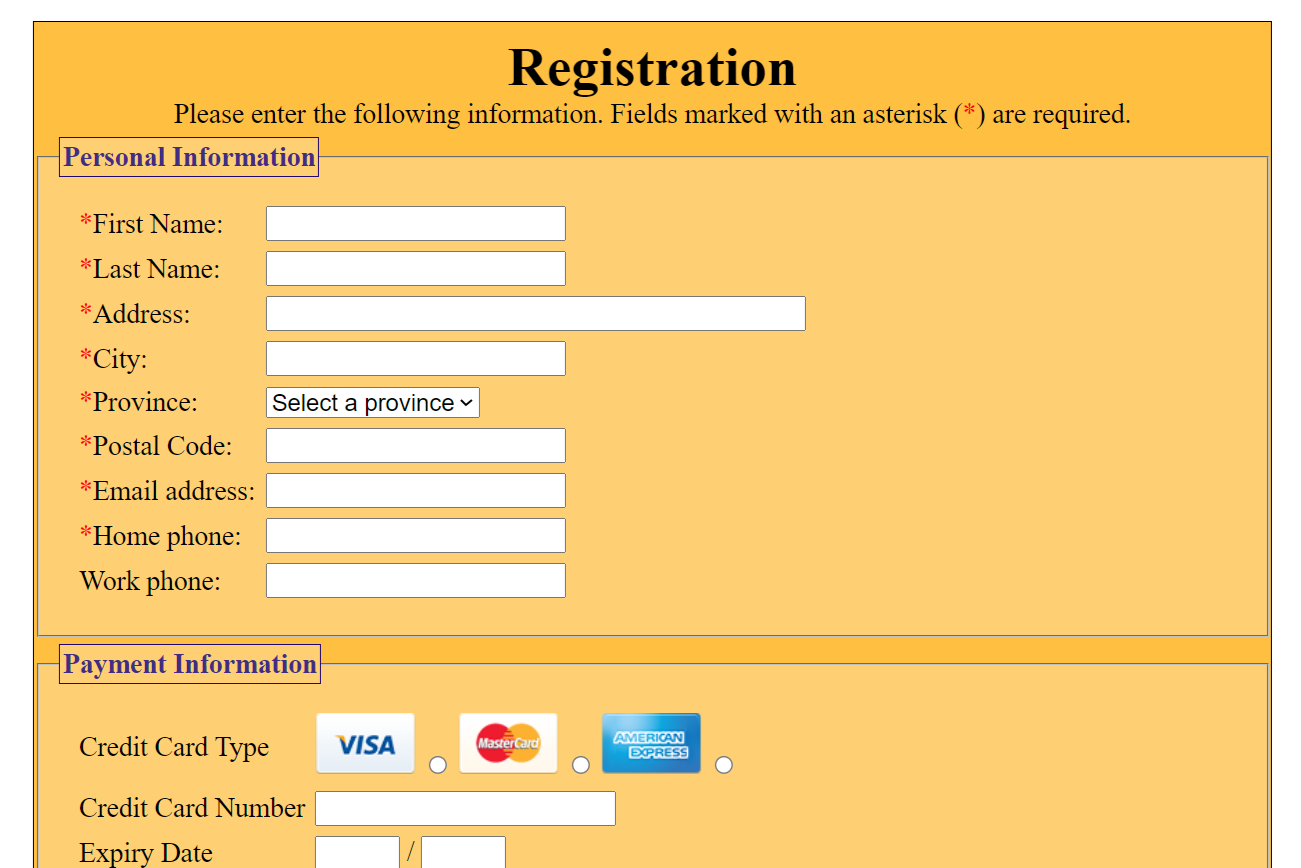 Registration
Please enter the following information. Fields marked with an asterisk (*) are required.
Personal Information
*First Name:
*Last Name:
*Address:
*City:
*Province: Select a province
*Postal Code:
*Email address:
*Home phone:
Work phone:
Payment Information
Credit Card Type VISA MasterCard AMERICAN EXPRESS
Credit Card Number
Expiry Date /